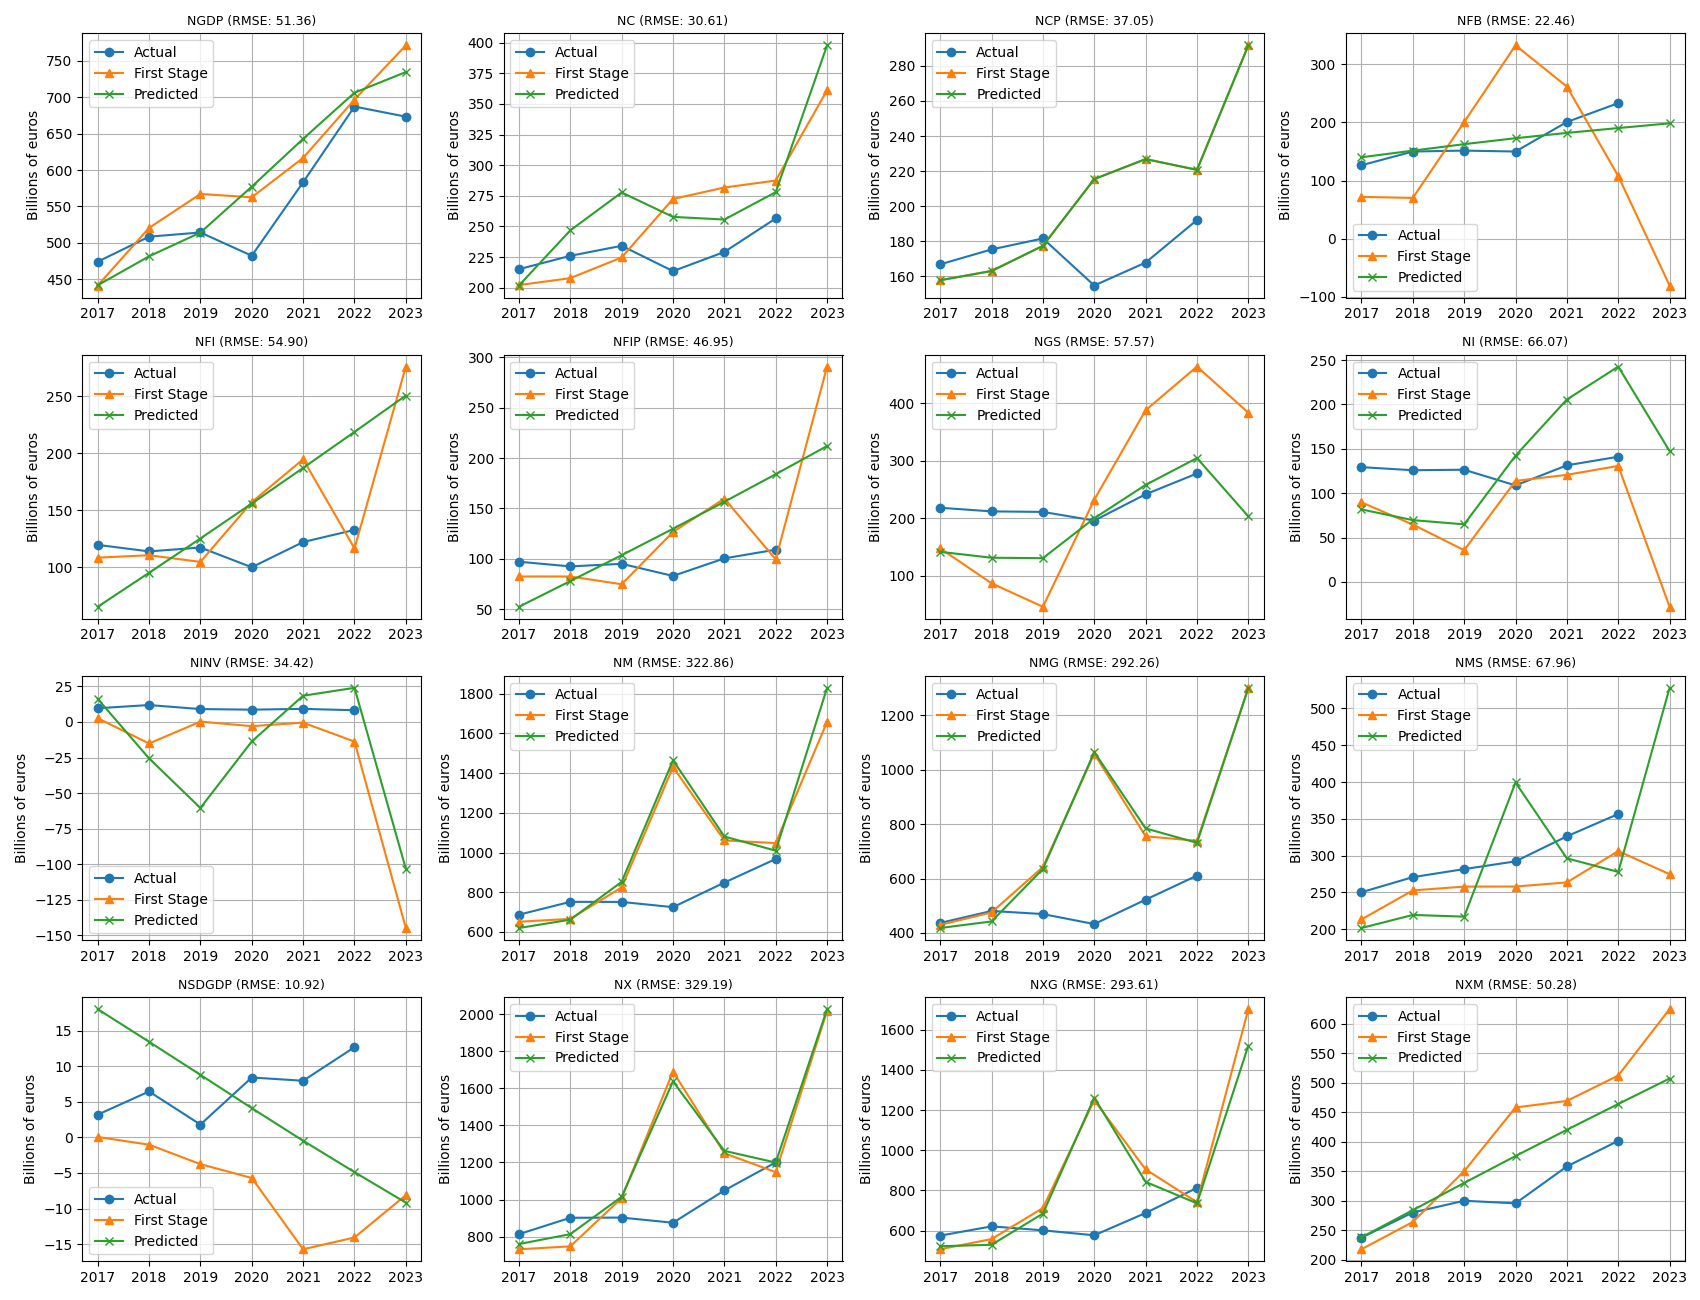 NGDP (RMSE: 51.36)
Billions of euros
750
700
650
600
550
500
450
Actual
First Stage
Predicted
2017 2018 2019 2020 2021 2022 2023
NC (RMSE: 30.61)
Billions of euros
400
375
350
325
300
275
250
225
200
Actual
First Stage
Predicted
2017 2018 2019 2020 2021 2022 2023
NCP (RMSE: 37.05)
Billions of euros
280
260
240
220
200
180
160
Actual
First Stage
Predicted
2017 2018 2019 2020 2021 2022 2023
NFB (RMSE: 22.46)
Billions of euros
300
200
100
0
−100
Actual
First Stage
Predicted
2017 2018 2019 2020 2021 2022 2023
NFI (RMSE: 54.90)
Billions of euros
250
200
150
100
Actual
First Stage
Predicted
2017 2018 2019 2020 2021 2022 2023
NFIP (RMSE: 46.95)
Billions of euros
300
250
200
150
100
50
Actual
First Stage
Predicted
2017 2018 2019 2020 2021 2022 2023
NGS (RMSE: 57.57)
Billions of euros
400
300
200
100
Actual
First Stage
Predicted
2017 2018 2019 2020 2021 2022 2023
NI (RMSE: 66.07)
Billions of euros
250
200
150
100
50
0
Actual
First Stage
Predicted
2017 2018 2019 2020 2021 2022 2023
NINV (RMSE: 34.42)
Billions of euros
25
0
−25
−50
−75
−100
−125
−150
Actual
First Stage
Predicted
2017 2018 2019 2020 2021 2022 2023
NM (RMSE: 322.86)
Billions of euros
1800
1600
1400
1200
1000
800
600
Actual
First Stage
Predicted
2017 2018 2019 2020 2021 2022 2023
NMG (RMSE: 292.26)
Billions of euros
1200
1000
800
600
400
Actual
First Stage
Predicted
2017 2018 2019 2020 2021 2022 2023
NMS (RMSE: 67.96)
Billions of euros
500
450
400
350
300
250
200
Actual
First Stage
Predicted
2017 2018 2019 2020 2021 2022 2023
NSDGDP (RMSE: 10.92)
Billions of euros
15
10
5
0
−5
−10
−15
Actual
First Stage
Predicted
2017 2018 2019 2020 2021 2022 2023
NX (RMSE: 329.19)
Billions of euros
2000
1800
1600
1400
1200
1000
800
Actual
First Stage
Predicted
2017 2018 2019 2020 2021 2022 2023
NXG (RMSE: 293.61)
Billions of euros
1600
1400
1200
1000
800
600
Actual
First Stage
Predicted
2017 2018 2019 2020 2021 2022 2023
NXM (RMSE: 50.28)
Billions of euros
600
550
500
450
400
350
300
250
200
Actual
First Stage
Predicted
2017 2018 2019 2020 2021 2022 2023